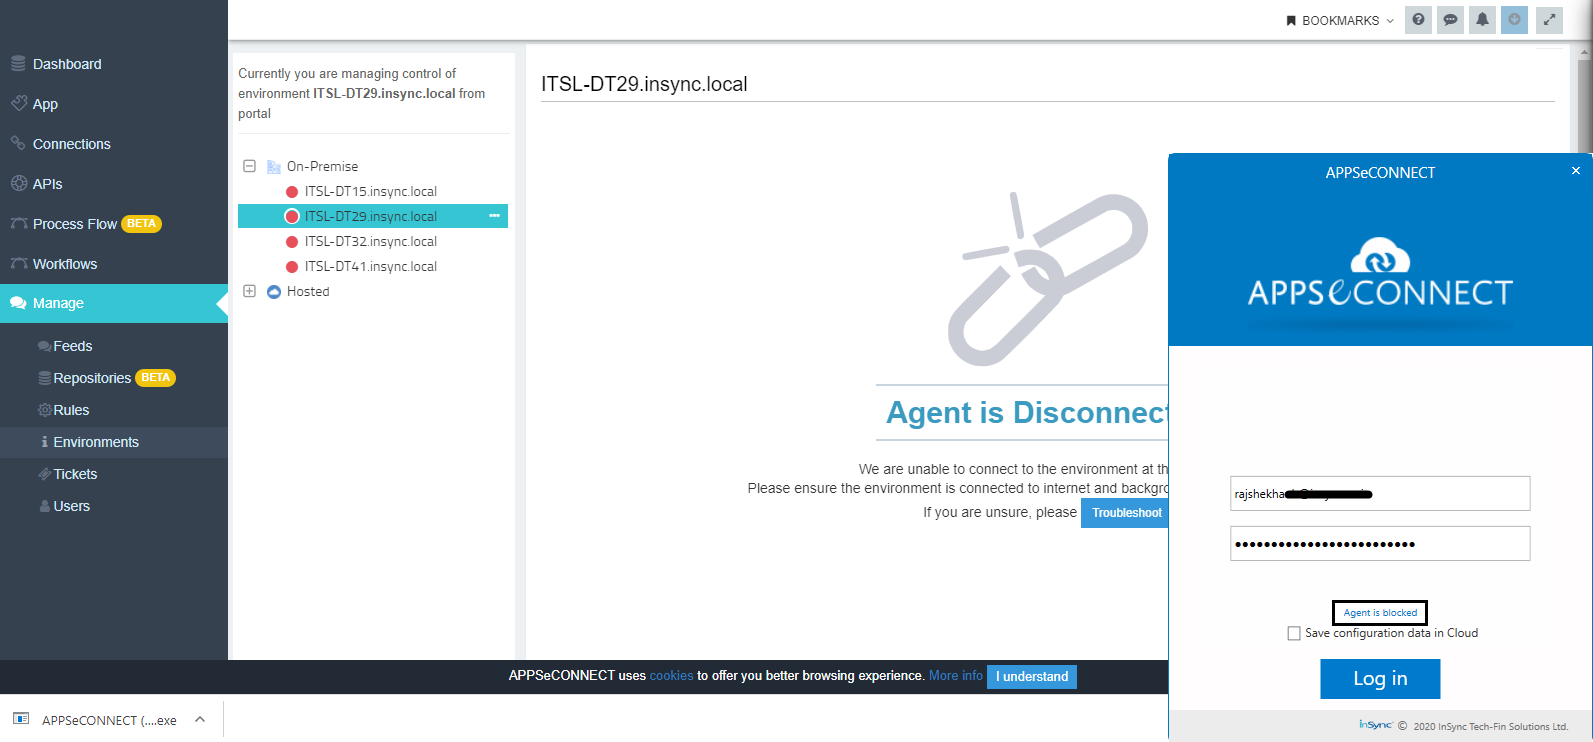 BOOKMARKS
Dashboard
App
Connections
APIs
Process Flow BETA
Workflows
Manage
Feeds
Repositories BETA
Rules
Environments
Tickets
Users
Currently you are managing control of
environment ITSL-DT29.insync.local from
portal
On-Premise
ITSL-DT15.insync.local
ITSL-DT29.insync.local
ITSL-DT32.insync.local
ITSL-DT41.insync.local
Hosted
ITSL-DT29.insync.local
Agent is Disconnect
We are unable to connect to the environment at th
Please ensure the environment is connected to internet and backgro
If you are unsure, please Troubleshoot
APPSeCONNECT
APPSeCONNECT
rajshekha
Agent is blocked
Save configuration data in Cloud
Log in
inSync © 2020 InSync Tech-Fin Solutions Ltd.
APPSeCONNECT uses cookies to offer you better browsing experience. More info I understand
APPSeCONNECT (....exe